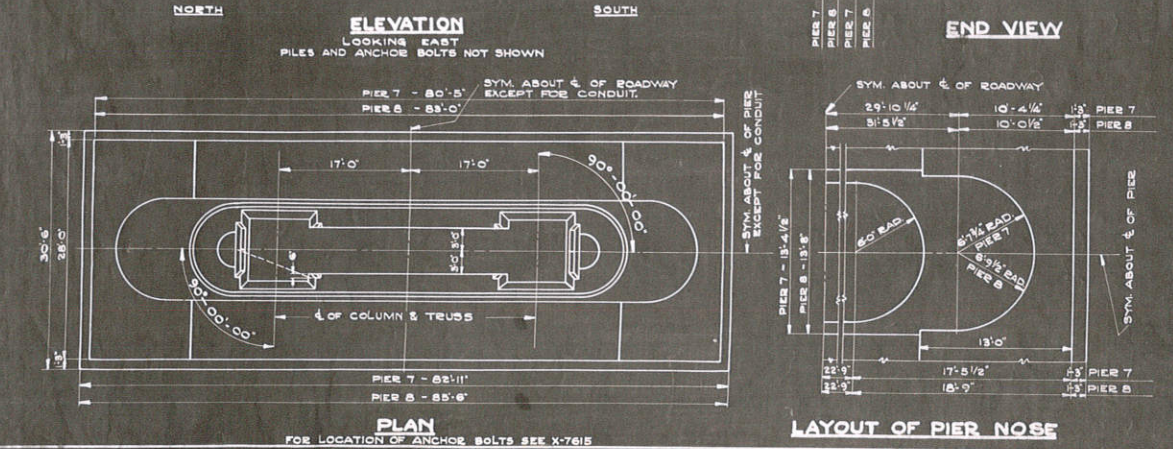 NORTH
SOUTH
ELEVATION
LOOKING EAST
PILES AND ANCHOR BOLTS NOT SHOWN
PIER 7
PIER 8
PIER 7
PIER 8
END VIEW
PIER 7 - 80'-5"
PIER 8 - 83'-0"
SYM. ABOUT ℄ OF ROADWAY
EXCEPT FOR CONDUIT.
17'-0"
17'-0"
90°-00'-00"
90°-00'-00"
3'-0"
3'-0"
6"
1'-3"
30'-6"
28'-0"
1'-3"
℄ OF COLUMN & TRUSS
SYM. ABOUT ℄ OF PIER
EXCEPT FOR CONDUIT
PIER 7 - 82'-11"
PIER 8 - 85'-6"
PLAN
FOR LOCATION OF ANCHOR BOLTS SEE X-7615
SYM. ABOUT ℄ OF ROADWAY
29'-10 1/4" 10'-4 1/4" 1'-3" PIER 7
31'-5 1/2" 10'-0 1/2" 1'-3" PIER 8
PIER 7 - 13'-4 1/2"
PIER 8 - 13'-8"
6'-0" RAD.
6'-7 3/4" RAD.
PIER 7
6'-9 1/2" RAD.
PIER 8
SYM. ABOUT ℄ OF PIER
13'-0"
22'-9" 17'-5 1/2" 1'-3" PIER 7
22'-9" 18'-9" 1'-3" PIER 8
LAYOUT OF PIER NOSE